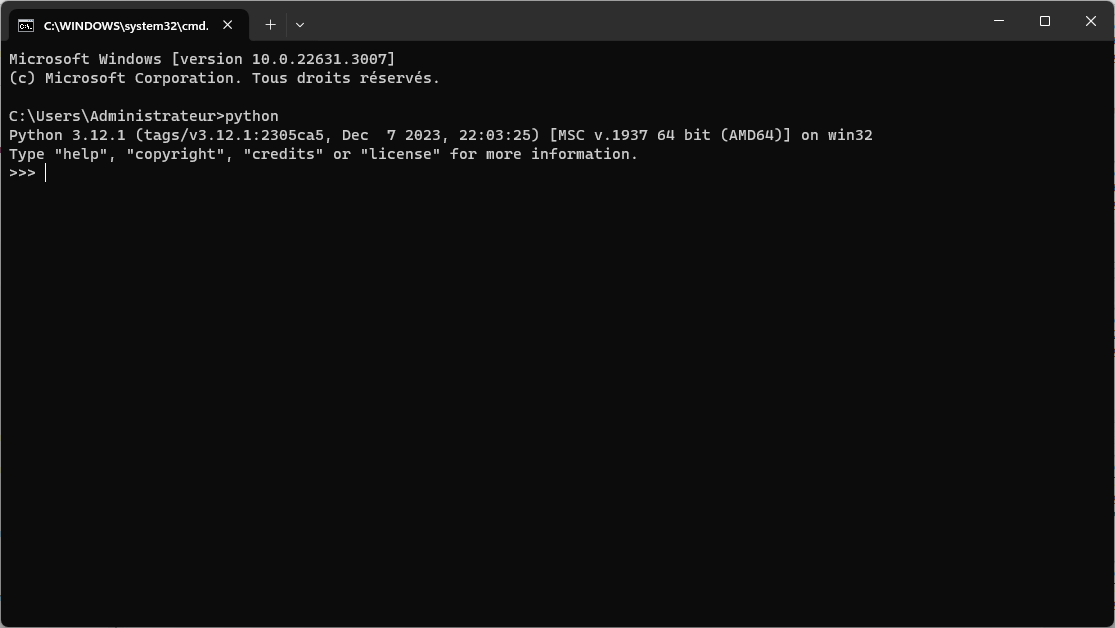 C:\WINDOWS\system32\cmd.
Microsoft Windows [version 10.0.22631.3007]
(c) Microsoft Corporation. Tous droits réservés.
C:\Users\Administrateur>python
Python 3.12.1 (tags/v3.12.1:2305ca5, Dec  7 2023, 22:03:25) [MSC v.1937 64 bit (AMD64)] on win32
Type "help", "copyright", "credits" or "license" for more information.
>>>